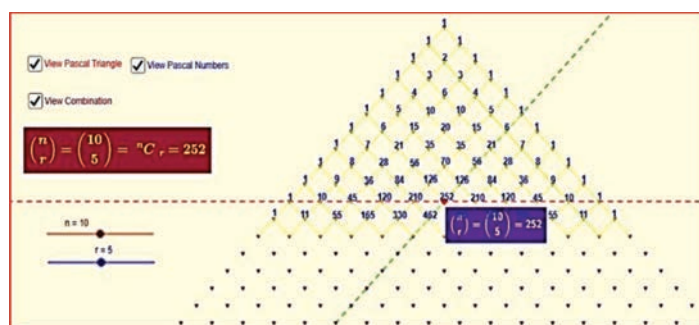 1
1 1
1 2 1
1 3 3 1
1 4 6 4 1
1 5 10 10 5 1
1 6 15 20 15 6 1
1 7 21 35 35 21 7 1
1 8 28 56 70 56 28 8 1
1 9 36 84 126 126 84 36 9 1
1 10 45 120 210 252 210 120 45 10 1
1 11 55 165 330 462 55 11 1
View Pascal Triangle View Pascal Numbers
View Combination
(n r) = (10 5) = ⁿC r = 252
(n r) = (10 5) = 252
n = 10
r = 5